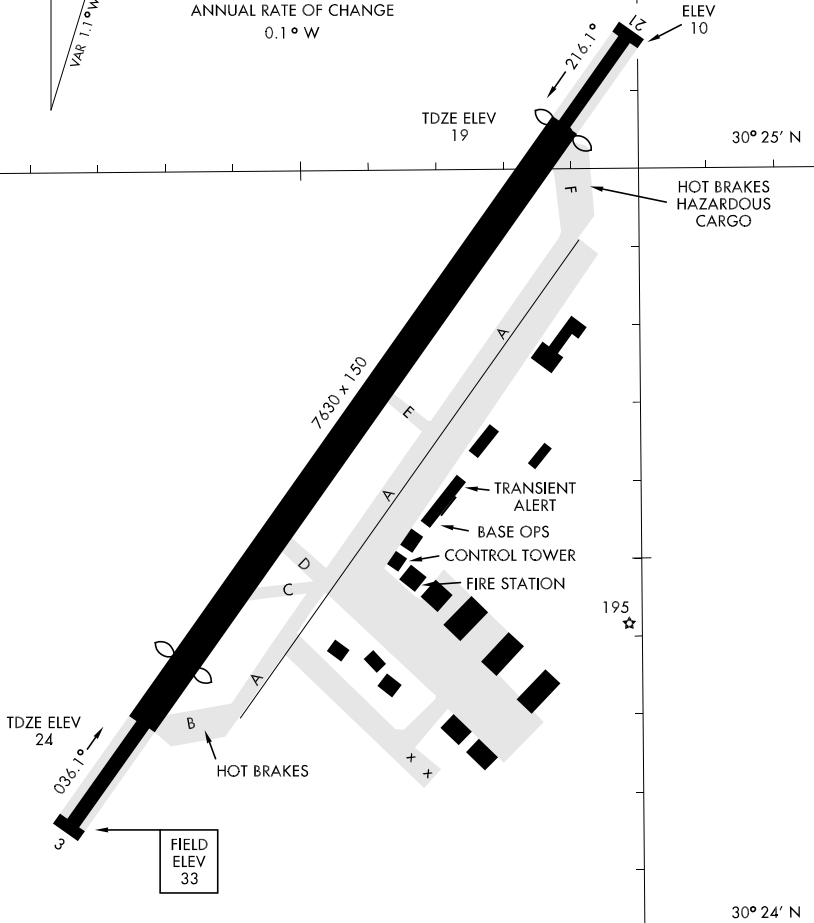 ANNUAL RATE OF CHANGE
0.1° W
VAR 1.1° W
21
ELEV
10
216.1°
TDZE ELEV
19
30° 25' N
F
HOT BRAKES
HAZARDOUS
CARGO
A
7630 x 150
E
A
TRANSIENT
ALERT
BASE OPS
CONTROL TOWER
FIRE STATION
D
C
195
A
B
TDZE ELEV
24
036.1°
HOT BRAKES
x
x
3
FIELD
ELEV
33
30° 24' N